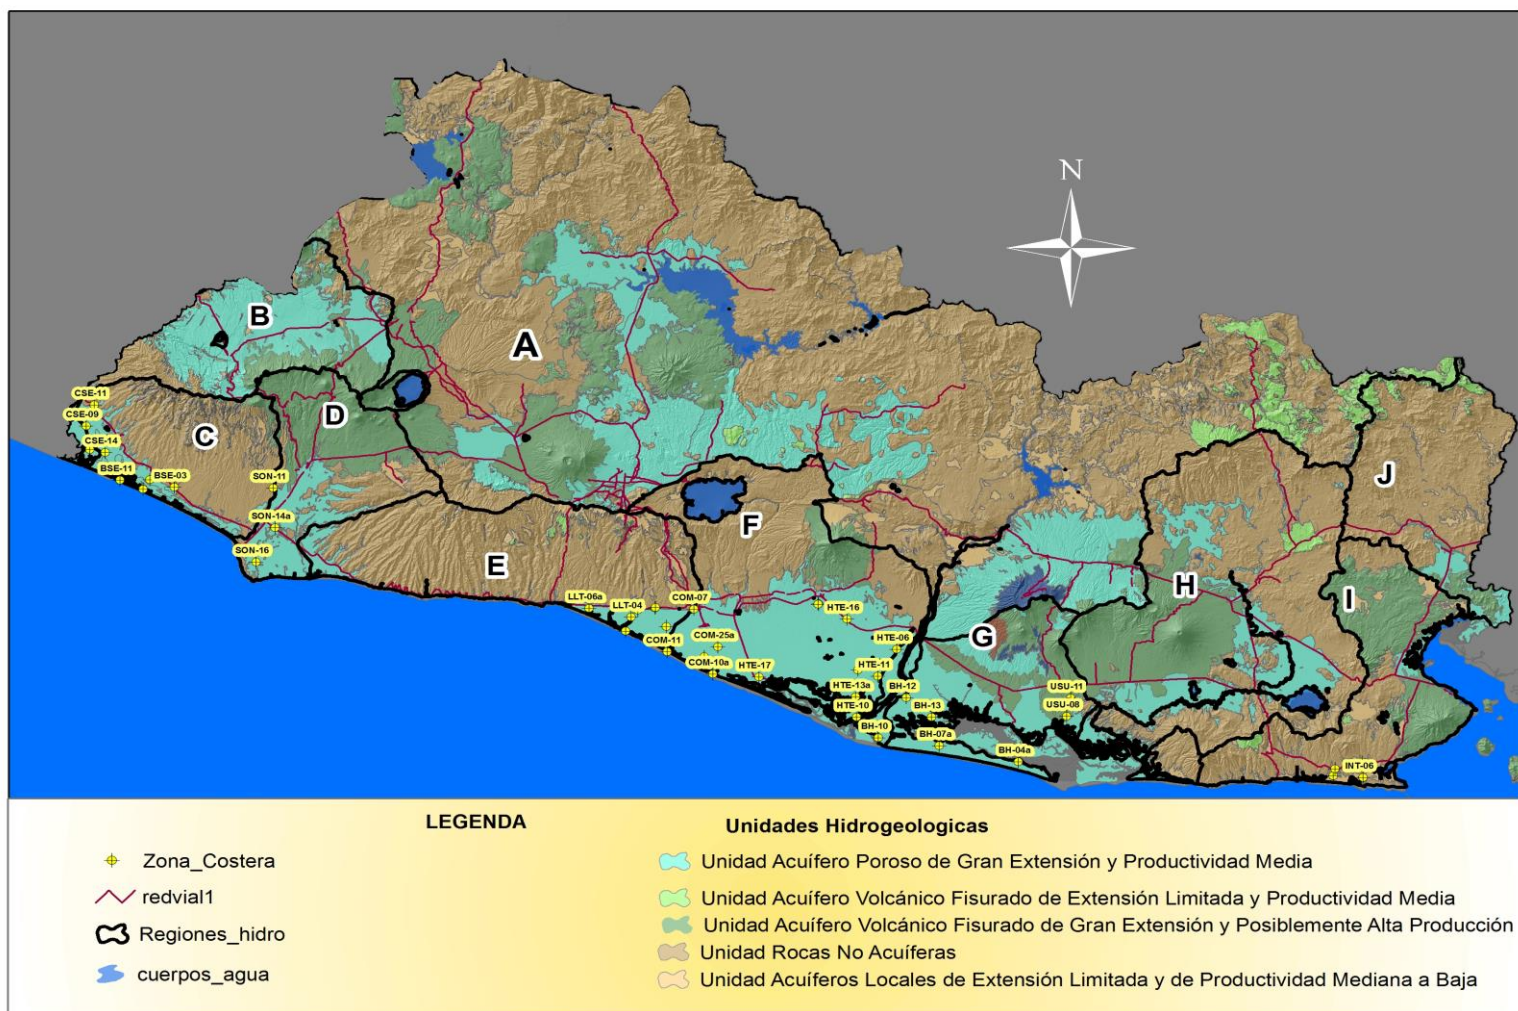 N
A
B
CSE-11
D
CSE-09
C
CSE-14
BSE-11
BSE-03
SON-11
J
SON-14a
F
SON-16
E
H
I
LLT-06a
LLT-04
COM-07
HTE-16
COM-11
COM-25a
HTE-06
G
COM-10a
HTE-17
HTE-11
HTE-13a
BH-12
USU-11
HTE-10
BH-13
USU-08
BH-10
BH-07a
BH-04a
INT-06
LEGENDA
Zona_Costera
redvial1
Regiones_hidro
cuerpos_agua
Unidades Hidrogeologicas
Unidad Acuífero Poroso de Gran Extensión y Productividad Media
Unidad Acuífero Volcánico Fisurado de Extensión Limitada y Productividad Media
Unidad Acuífero Volcánico Fisurado de Gran Extensión y Posiblemente Alta Producción
Unidad Rocas No Acuíferas
Unidad Acuíferos Locales de Extensión Limitada y de Productividad Mediana a Baja